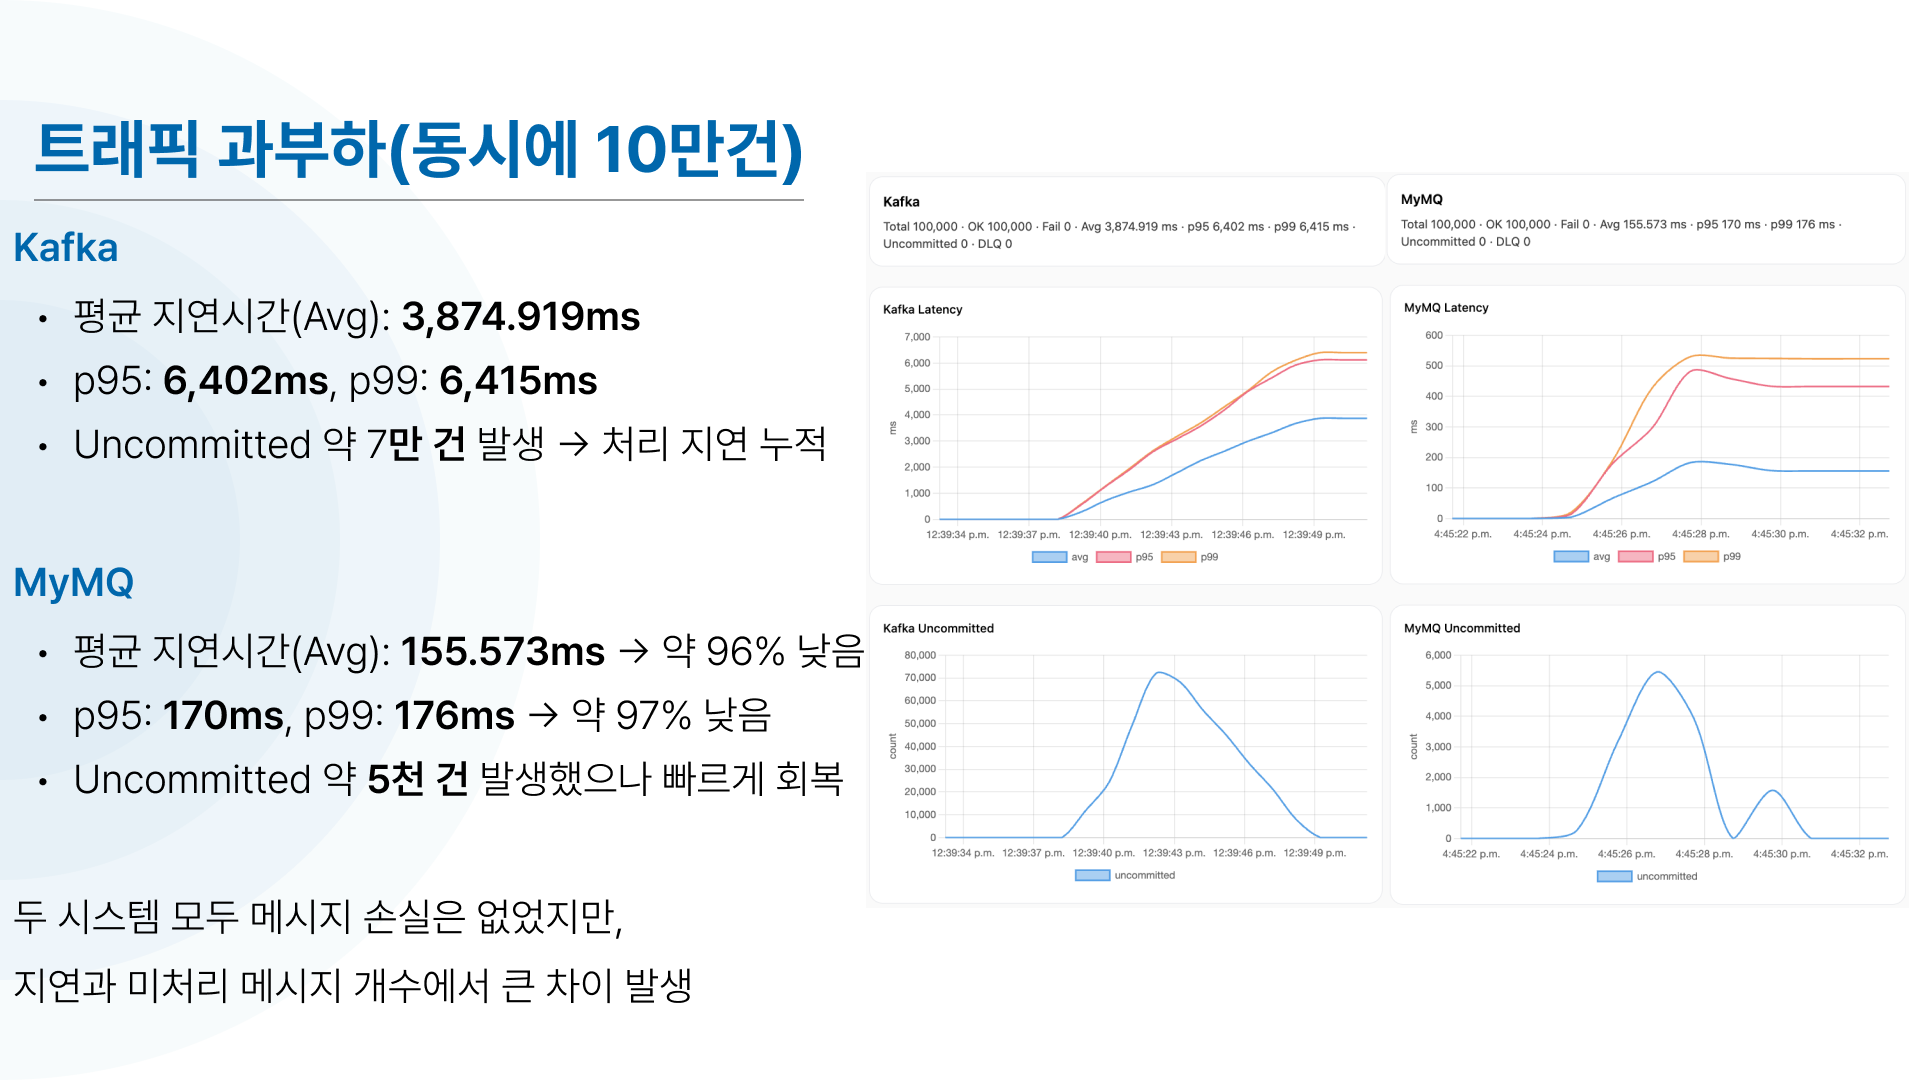 트래픽 과부하(동시에 10만건)
Kafka
• 평균 지연시간(Avg): 3,874.919ms
• p95: 6,402ms, p99: 6,415ms
• Uncommitted 약 7만 건 발생 → 처리 지연 누적
MyMQ
• 평균 지연시간(Avg): 155.573ms → 약 96% 낮음
• p95: 170ms, p99: 176ms → 약 97% 낮음
• Uncommitted 약 5천 건 발생했으나 빠르게 회복
두 시스템 모두 메시지 손실은 없었지만,
지연과 미처리 메시지 개수에서 큰 차이 발생
Kafka
Total 100,000 · OK 100,000 · Fail 0 · Avg 3,874.919 ms · p95 6,402 ms · p99 6,415 ms ·
Uncommitted 0 · DLQ 0
MyMQ
Total 100,000 · OK 100,000 · Fail 0 · Avg 155.573 ms · p95 170 ms · p99 176 ms ·
Uncommitted 0 · DLQ 0
Kafka Latency
7,000
6,000
5,000
4,000
3,000
2,000
1,000
0
ms
12:39:34 p.m. 12:39:37 p.m. 12:39:40 p.m. 12:39:43 p.m. 12:39:46 p.m. 12:39:49 p.m.
avg p95 p99
MyMQ Latency
600
500
400
300
200
100
0
ms
4:45:22 p.m. 4:45:24 p.m. 4:45:26 p.m. 4:45:28 p.m. 4:45:30 p.m. 4:45:32 p.m.
avg p95 p99
Kafka Uncommitted
80,000
70,000
60,000
50,000
40,000
30,000
20,000
10,000
0
count
12:39:34 p.m. 12:39:37 p.m. 12:39:40 p.m. 12:39:43 p.m. 12:39:46 p.m. 12:39:49 p.m.
uncommitted
MyMQ Uncommitted
6,000
5,000
4,000
3,000
2,000
1,000
0
count
4:45:22 p.m. 4:45:24 p.m. 4:45:26 p.m. 4:45:28 p.m. 4:45:30 p.m. 4:45:32 p.m.
uncommitted